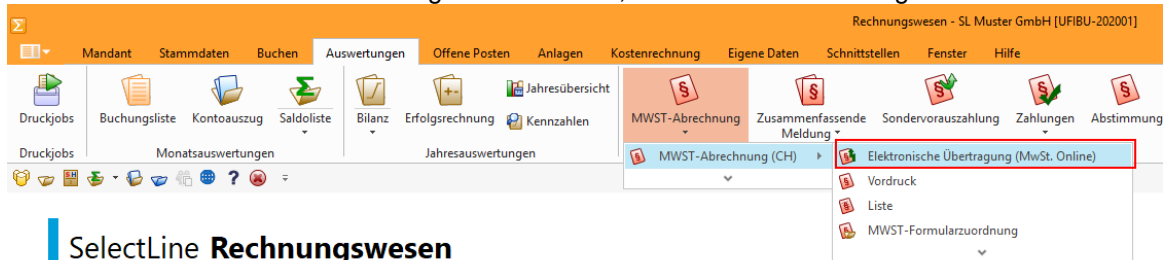 Rechnungswesen - SL Muster GmbH [UFIBU-202001]
Mandant Stammdaten Buchen Auswertungen Offene Posten Anlagen Kostenrechnung Eigene Daten Schnittstellen Fenster Hilfe
Druckjobs Buchungsliste Kontoauszug Saldoliste Bilanz Erfolgsrechnung Jahresübersicht Kennzahlen MWST-Abrechnung Zusammenfassende Meldung Sondervorauszahlung Zahlungen Abstimmung
Druckjobs Monatsauswertungen Jahresauswertungen
MWST-Abrechnung (CH)
Elektronische Übertragung (MwSt. Online)
Vordruck
Liste
MWST-Formularzuordnung
SelectLine Rechnungswesen